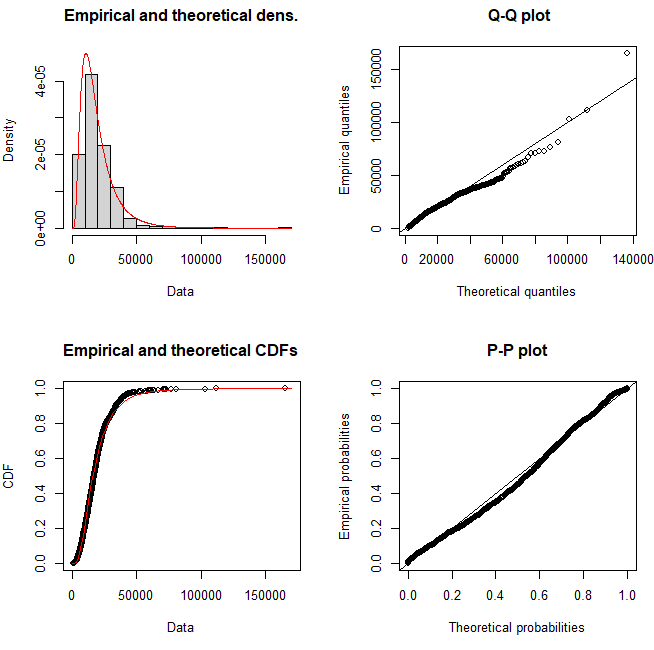 Empirical and theoretical dens.
Density
0e+00 2e-05 4e-05
0 50000 100000 150000
Data
Q-Q plot
Empirical quantiles
0 50000 100000 150000
0 20000 60000 100000 140000
Theoretical quantiles
Empirical and theoretical CDFs
CDF
0.0 0.2 0.4 0.6 0.8 1.0
0 50000 100000 150000
Data
P-P plot
Empirical probabilities
0.0 0.2 0.4 0.6 0.8 1.0
0.0 0.2 0.4 0.6 0.8 1.0
Theoretical probabilities